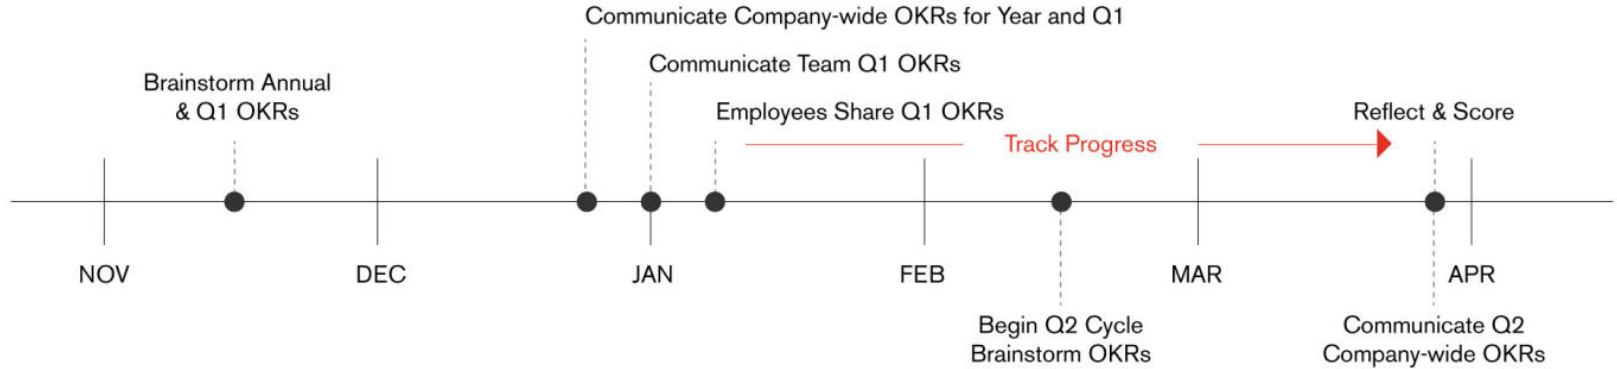 Communicate Company-wide OKRs for Year and Q1
Communicate Team Q1 OKRs
Brainstorm Annual
& Q1 OKRs
Employees Share Q1 OKRs
Reflect & Score
Track Progress
NOV
DEC
JAN
FEB
MAR
APR
Begin Q2 Cycle
Brainstorm OKRs
Communicate Q2
Company-wide OKRs